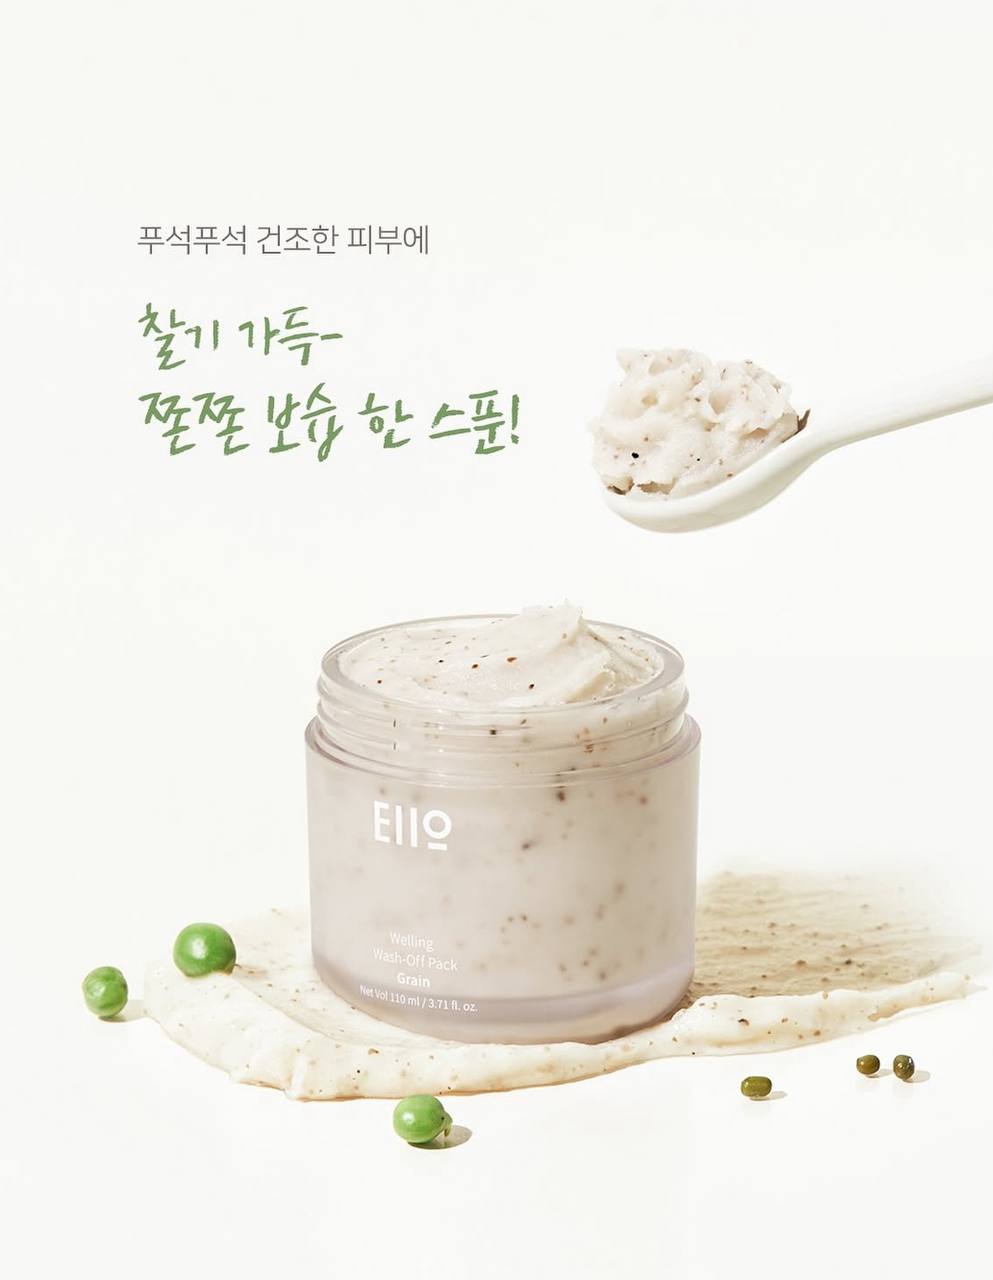 푸석푸석 건조한 피부에
찰기 가득-
쫀쫀 보습 한 스푼!
Ello
Welling
Wash-Off Pack
Grain
Net Vol 110 ml / 3.71 fl. oz.